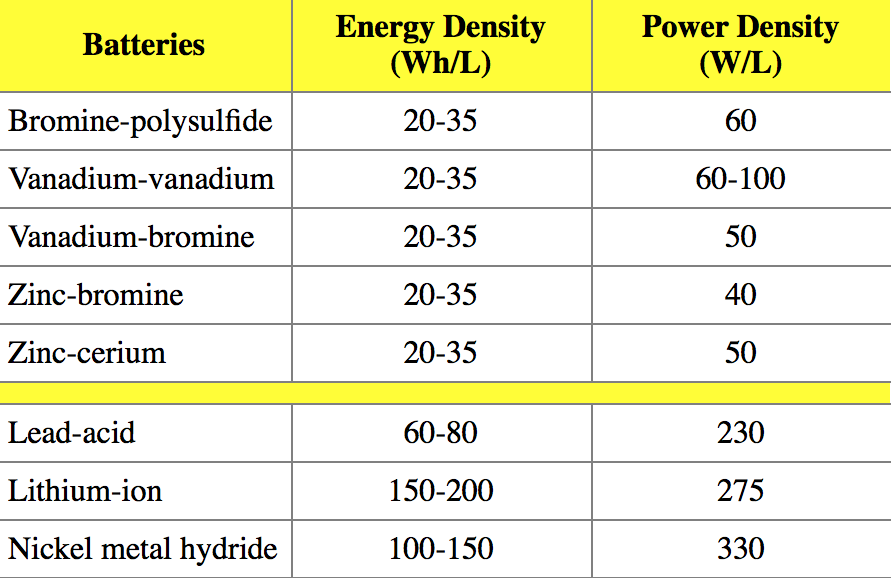 Batteries Energy Density (Wh/L) Power Density (W/L)
Bromine-polysulfide 20-35 60
Vanadium-vanadium 20-35 60-100
Vanadium-bromine 20-35 50
Zinc-bromine 20-35 40
Zinc-cerium 20-35 50
Lead-acid 60-80 230
Lithium-ion 150-200 275
Nickel metal hydride 100-150 330